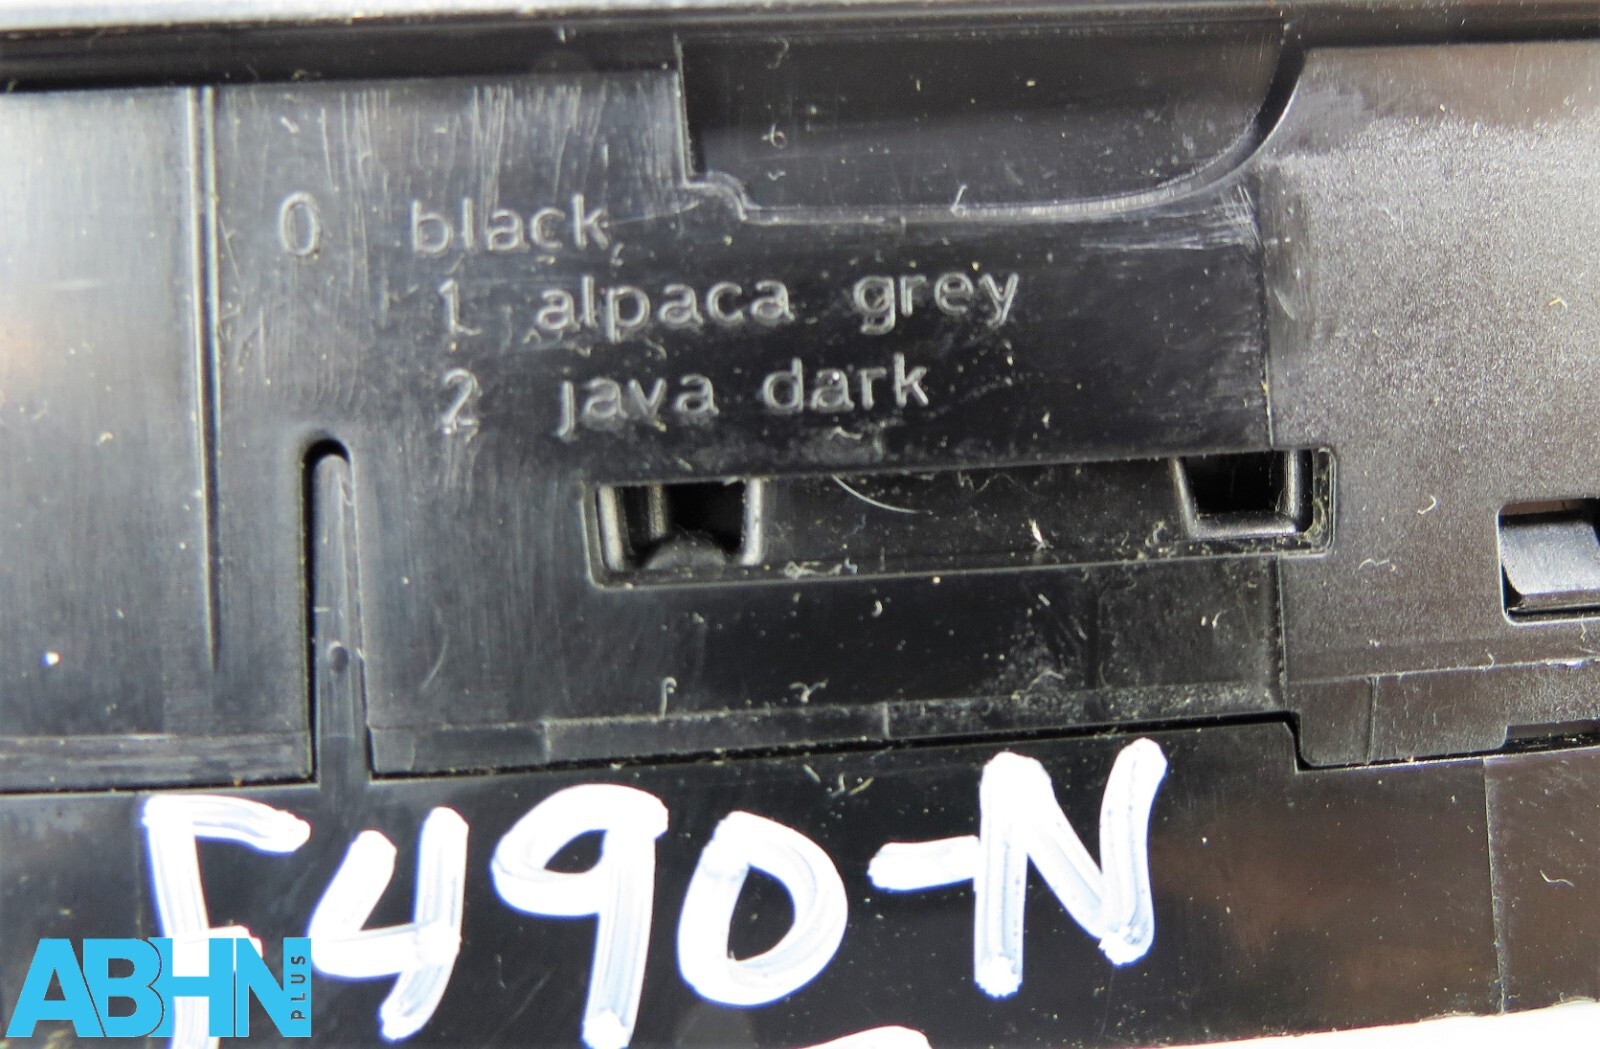 0 black
1 alpaca grey
2 java dark
F490-N
ABHN PLUS